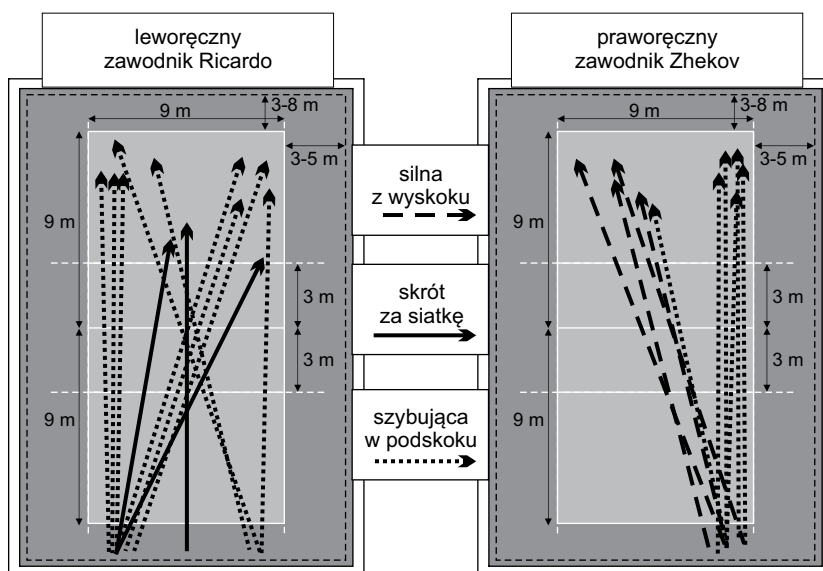 leworęczny
zawodnik Ricardo
praworęczny
zawodnik Zhekov
9 m
3-8 m
3-5 m
9 m
3 m
3 m
9 m
silna
z wyskoku
skrót
za siatkę
szybująca
w podskoku
9 m
3-8 m
3-5 m
9 m
3 m
3 m
9 m